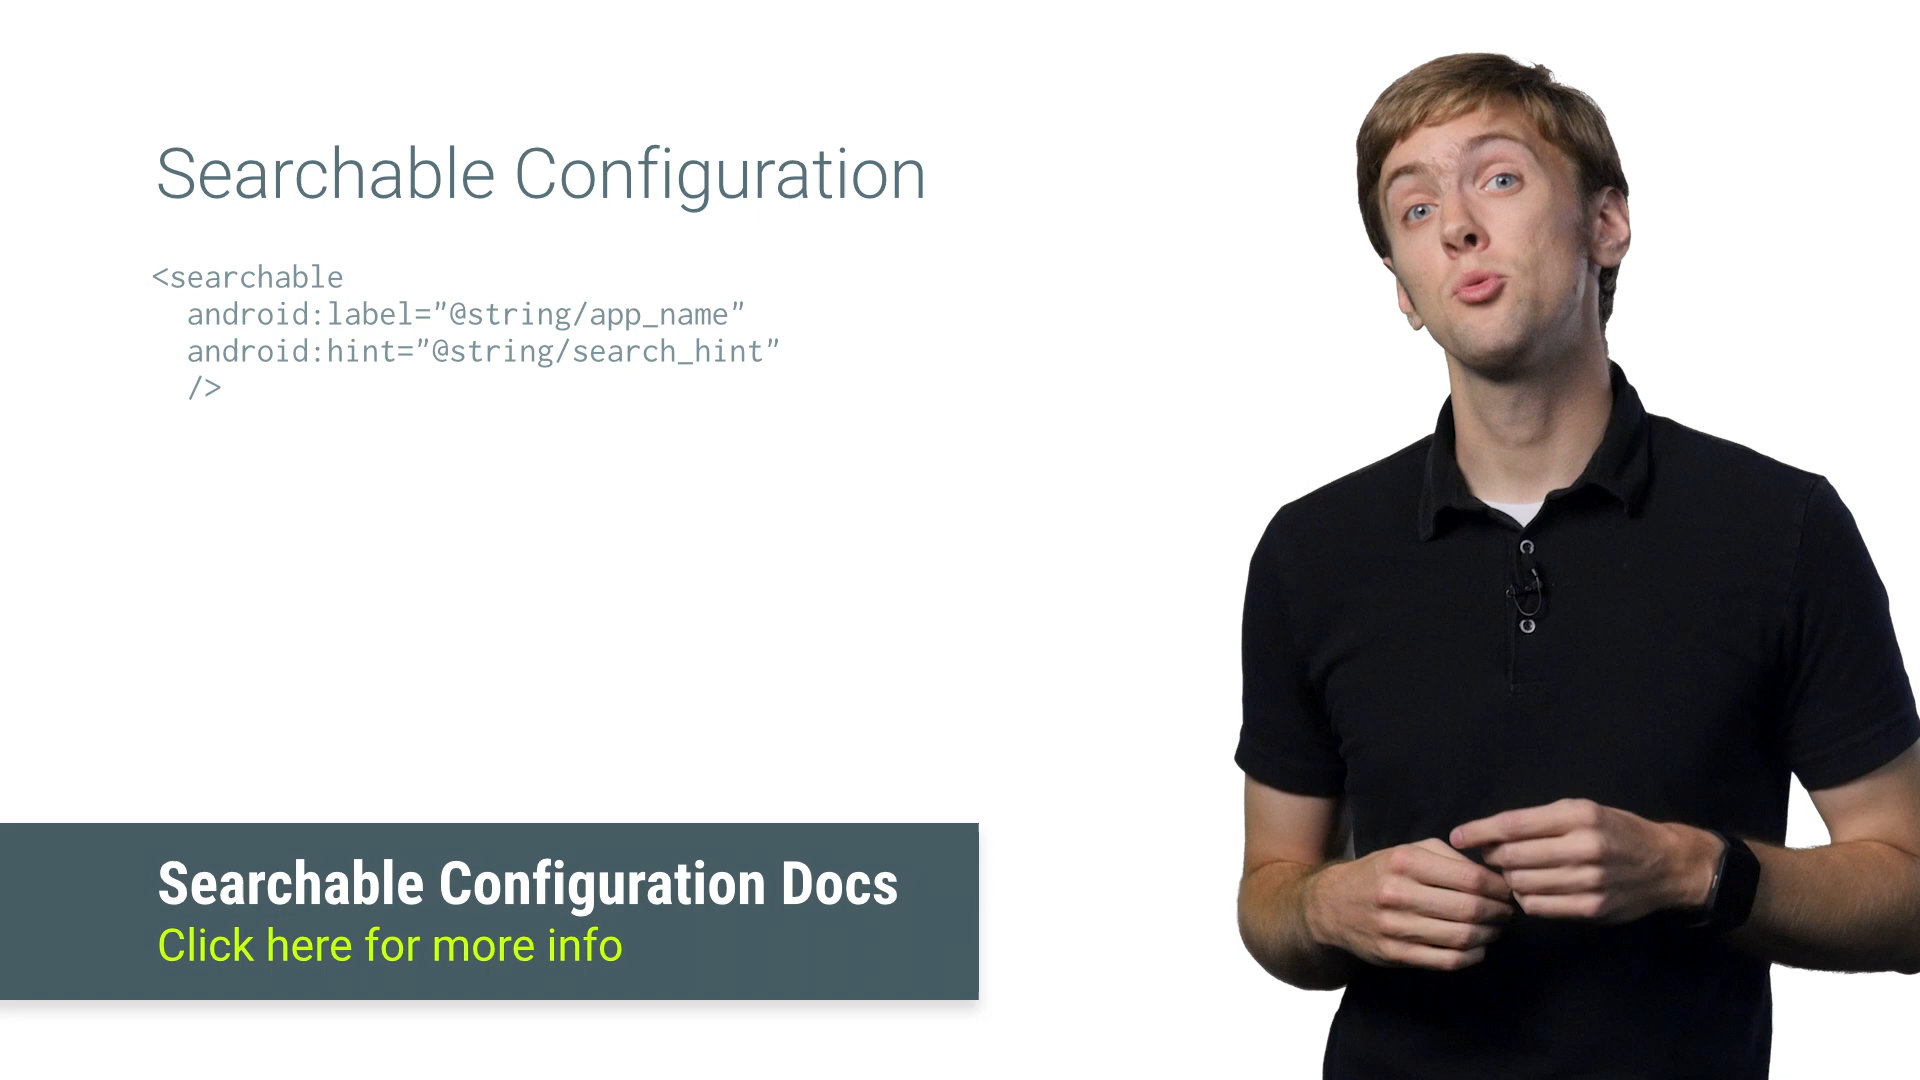 Searchable Configuration
<searchable
android:label="@string/app_name"
android:hint="@string/search_hint"
/>
Searchable Configuration Docs
Click here for more info